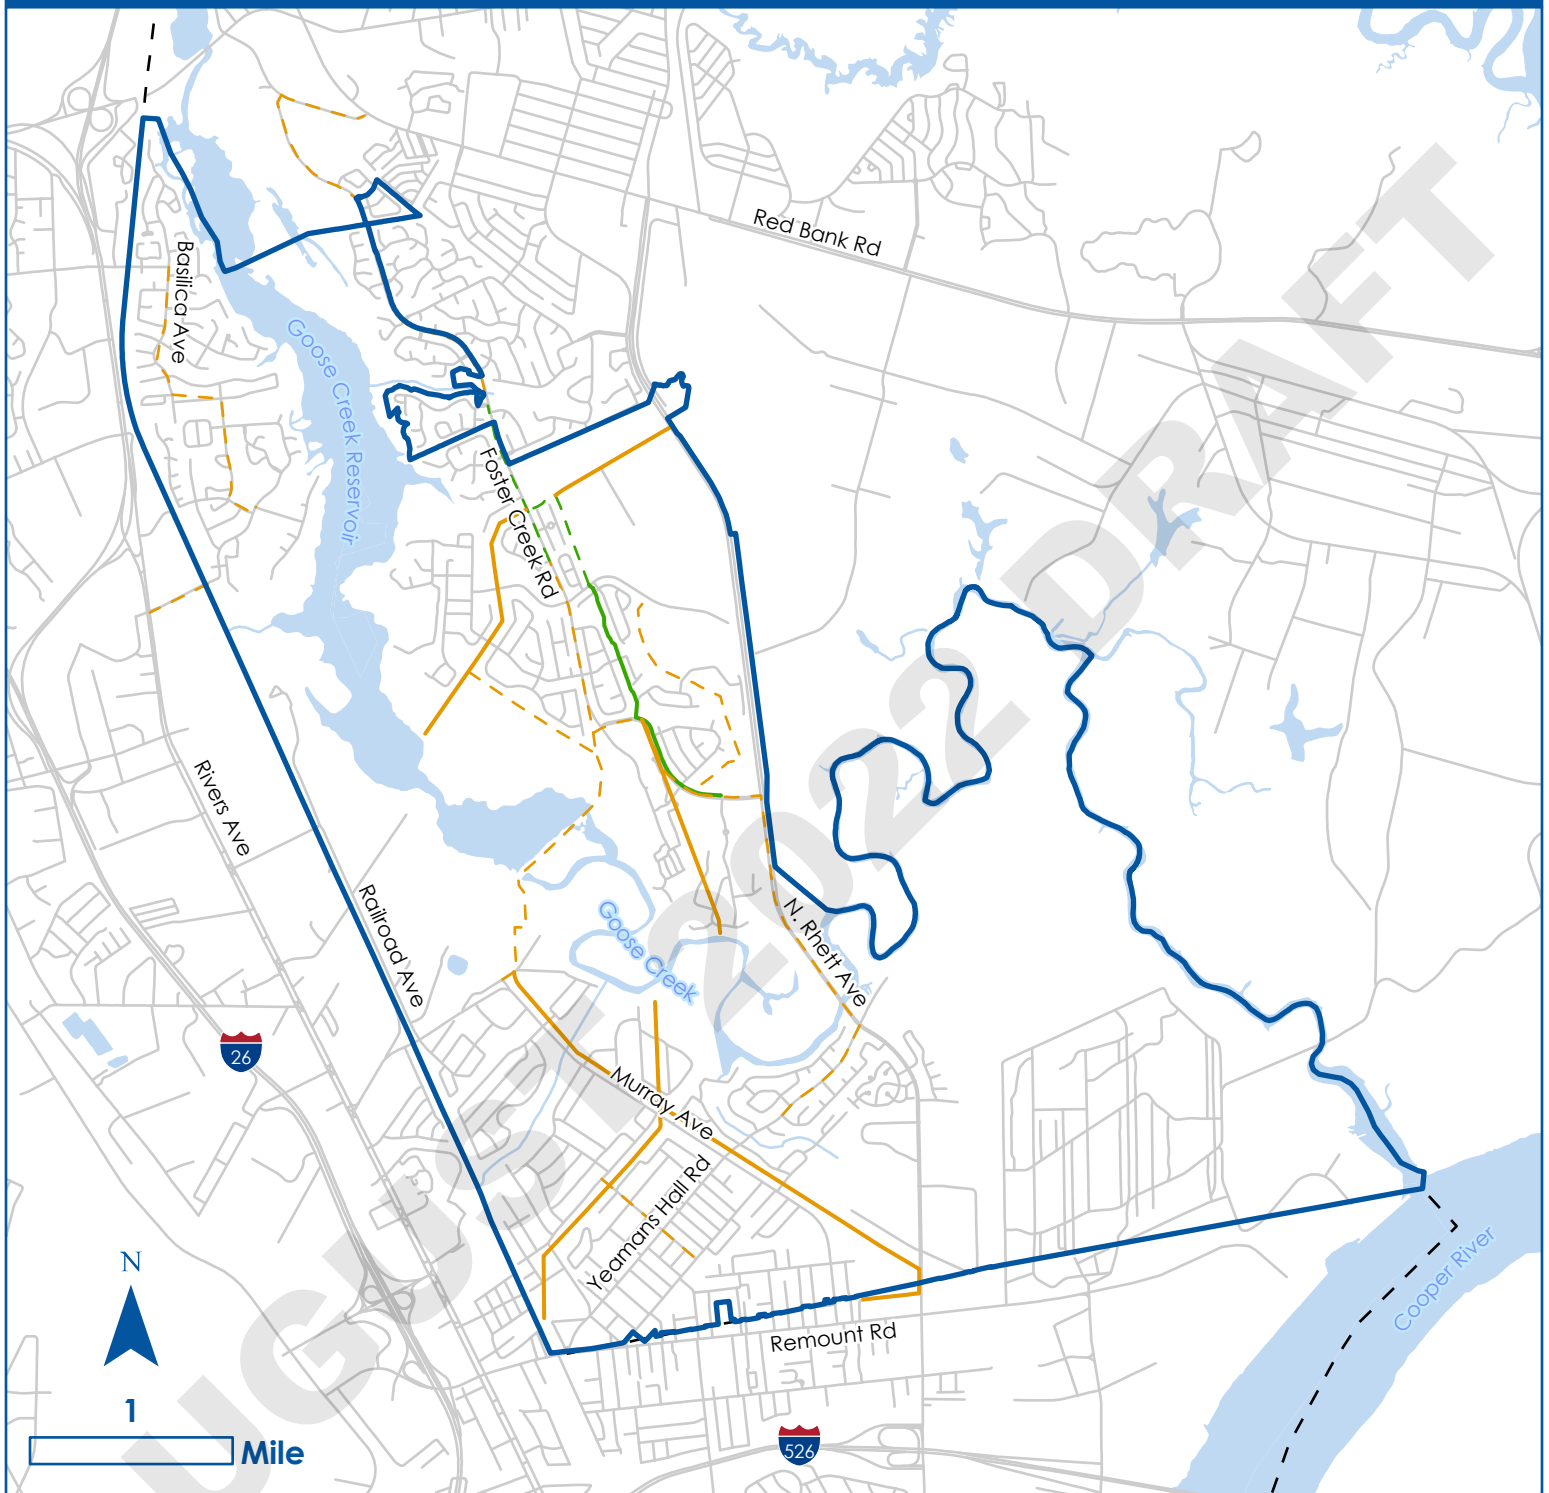 Red Bank Rd
Basilica Ave
Goose Creek Reservoir
Foster Creek Rd
Rivers Ave
Railroad Ave
Goose Creek
N. Rhett Ave
26
Murray Ave
Yeamans Hall Rd
Remount Rd
Cooper River
N
1
Mile
526
UGUST 2022 DRAFT